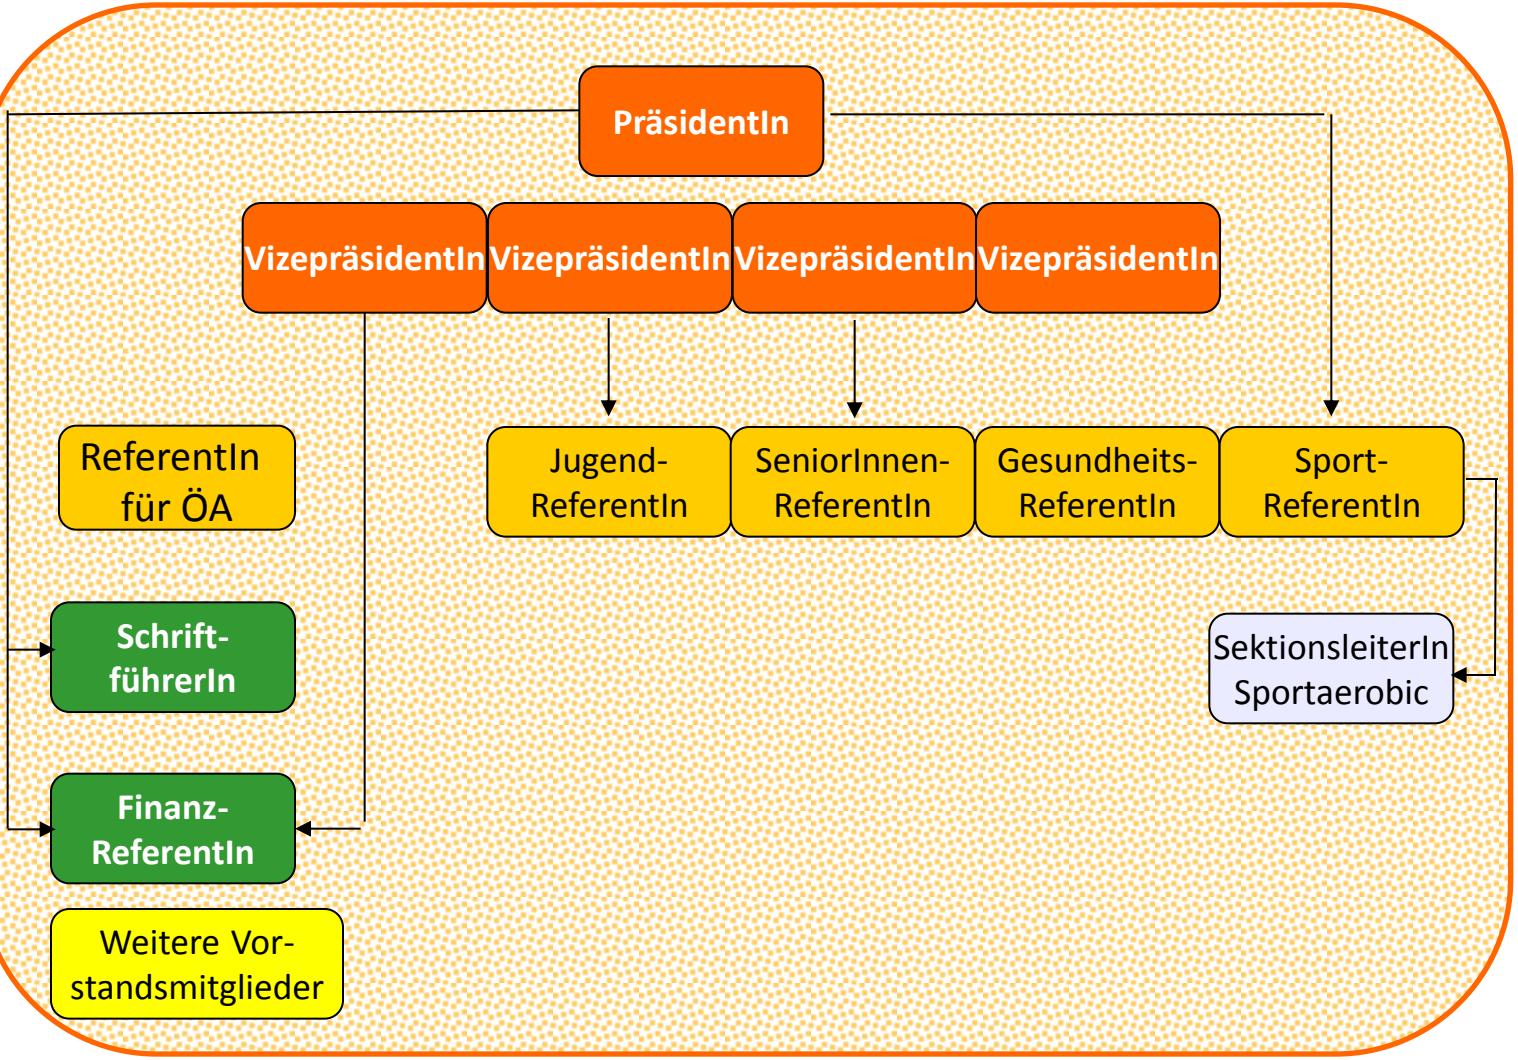 PräsidentIn
VizepräsidentIn VizepräsidentIn VizepräsidentIn VizepräsidentIn
ReferentIn
für ÖA
Jugend-
ReferentIn
SeniorInnen-
ReferentIn
Gesundheits-
ReferentIn
Sport-
ReferentIn
Schrift-
führerIn
SektionsleiterIn
Sportaerobic
Finanz-
ReferentIn
Weitere Vor-
standsmitglieder